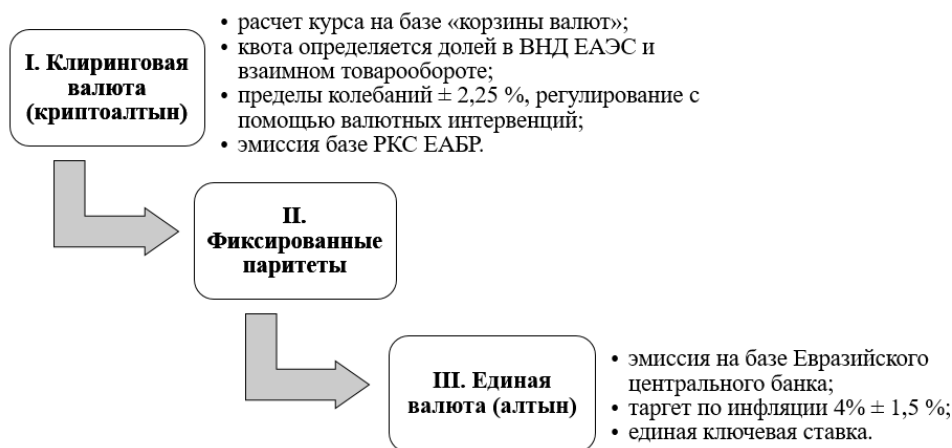 I. Клиринговая
валюта
(криптоалтын)
• расчет курса на базе «корзины валют»;
• квота определяется долей в ВНД ЕАЭС и
взаимном товарообороте;
• пределы колебаний ± 2,25 %, регулирование с
помощью валютных интервенций;
• эмиссия базе РКС ЕАБР.
II.
Фиксированные
паритеты
III. Единая
валюта (алтын)
• эмиссия на базе Евразийского
центрального банка;
• таргет по инфляции 4% ± 1,5 %;
• единая ключевая ставка.